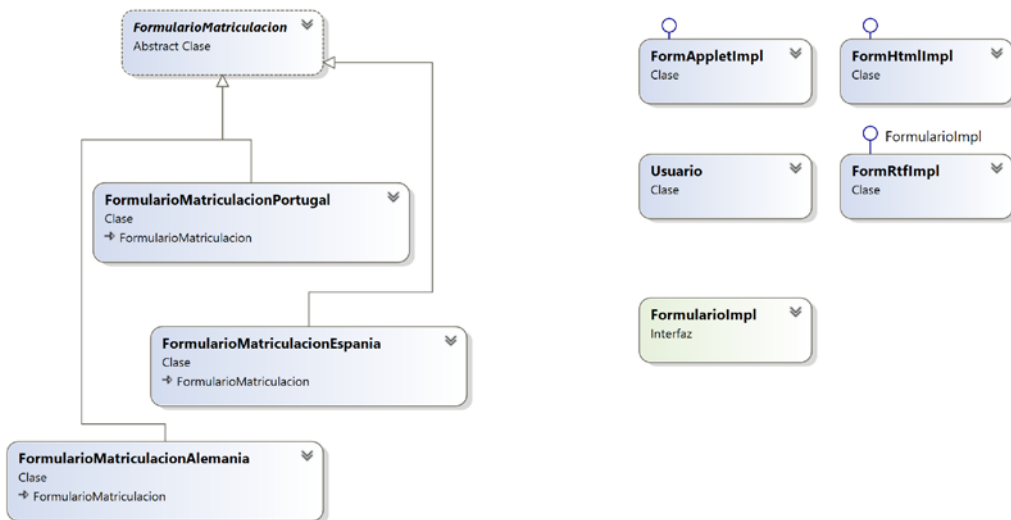 FormularioMatriculacion
Abstract Clase
FormularioMatriculacionPortugal
Clase
FormularioMatriculacion
FormularioMatriculacionEspania
Clase
FormularioMatriculacion
FormularioMatriculacionAlemania
Clase
FormularioMatriculacion
FormAppletImpl
Clase
FormHtmlImpl
Clase
Usuario
Clase
FormularioImpl
FormRtfImpl
Clase
FormularioImpl
Interfaz